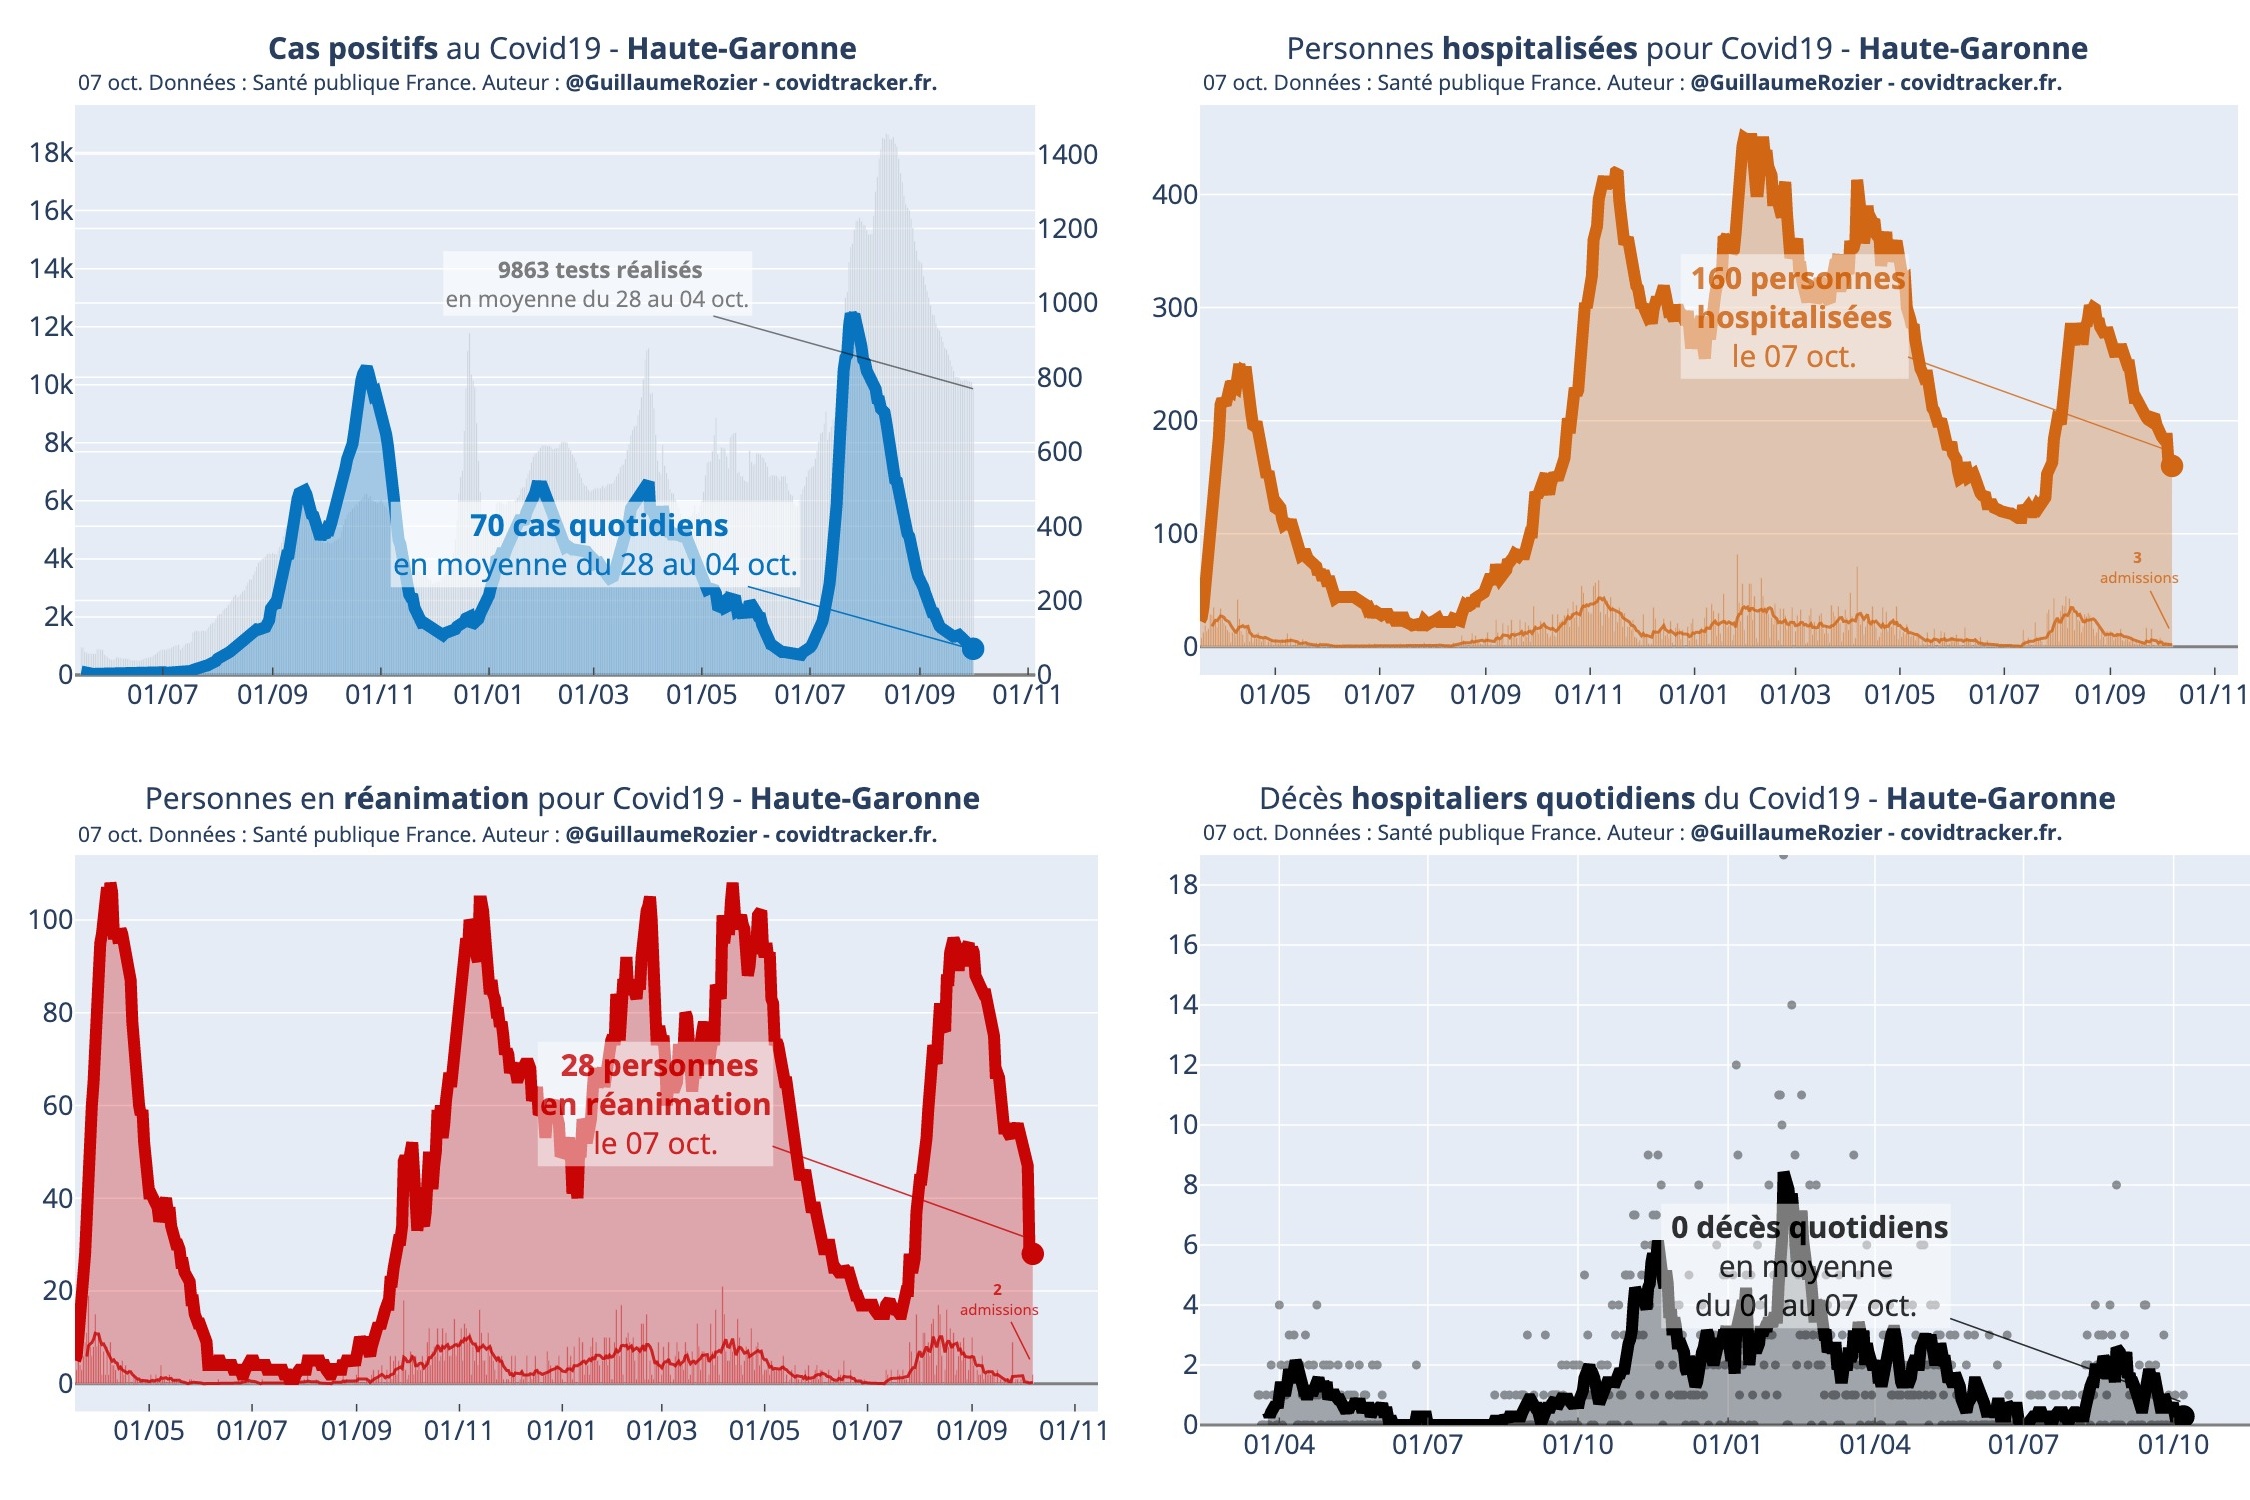 Cas positifs au Covid19 - Haute-Garonne
07 oct. Données : Santé publique France. Auteur : @GuillaumeRozier - covidtracker.fr.
18k
16k
14k
12k
10k
8k
6k
4k
2k
0
1400
1200
1000
800
600
400
200
0
9863 tests réalisés
en moyenne du 28 au 04 oct.
70 cas quotidiens
en moyenne du 28 au 04 oct.
01/07 01/09 01/11 01/01 01/03 01/05 01/07 01/09 01/11
Personnes hospitalisées pour Covid19 - Haute-Garonne
07 oct. Données : Santé publique France. Auteur : @GuillaumeRozier - covidtracker.fr.
400
300
200
100
0
160 personnes
hospitalisées
le 07 oct.
3
admissions
01/05 01/07 01/09 01/11 01/01 01/03 01/05 01/07 01/09 01/11
Personnes en réanimation pour Covid19 - Haute-Garonne
07 oct. Données : Santé publique France. Auteur : @GuillaumeRozier - covidtracker.fr.
100
80
60
40
20
0
28 personnes
en réanimation
le 07 oct.
2
admissions
01/05 01/07 01/09 01/11 01/01 01/03 01/05 01/07 01/09 01/11
Décès hospitaliers quotidiens du Covid19 - Haute-Garonne
07 oct. Données : Santé publique France. Auteur : @GuillaumeRozier - covidtracker.fr.
18
16
14
12
10
8
6
4
2
0
0 décès quotidiens
en moyenne
du 01 au 07 oct.
01/04 01/07 01/10 01/01 01/04 01/07 01/10